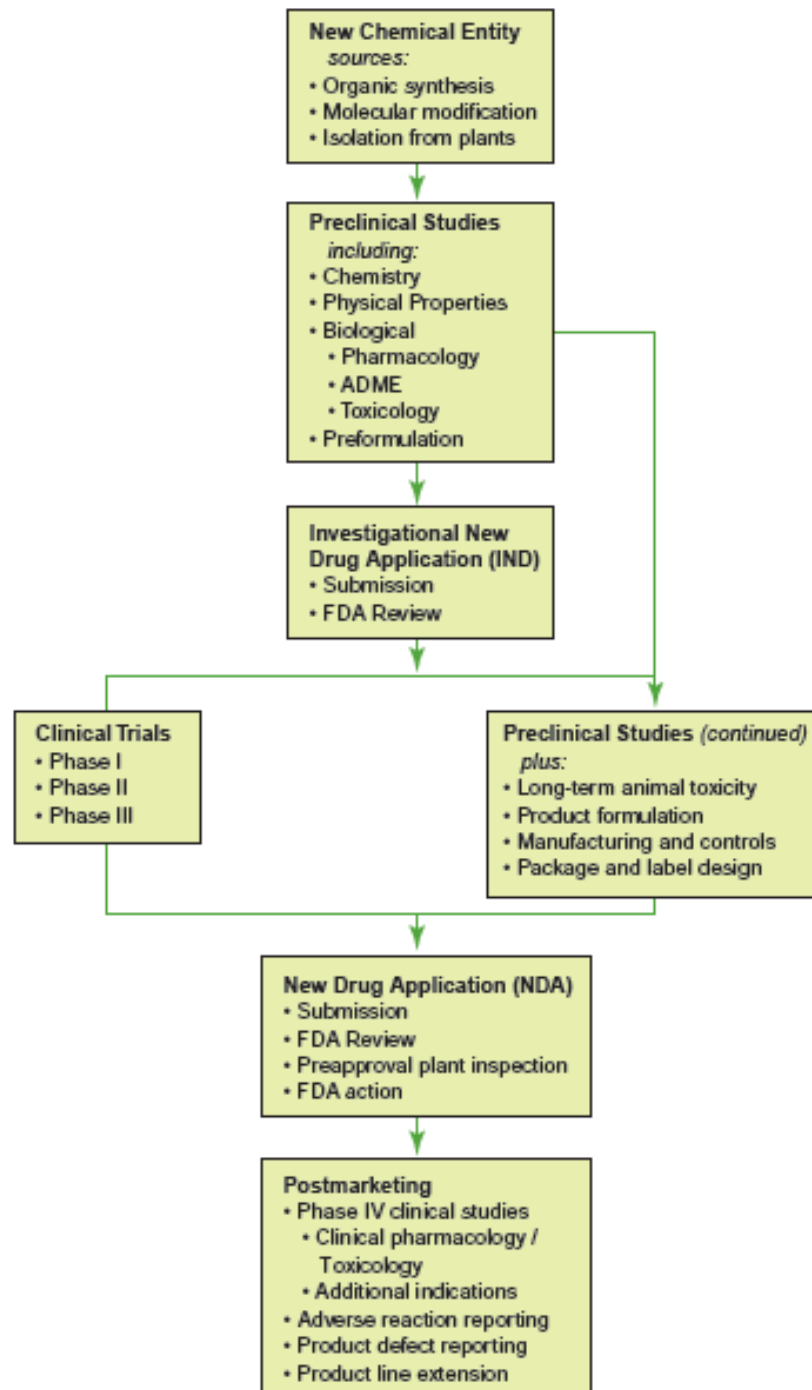 New Chemical Entity
sources:
• Organic synthesis
• Molecular modification
• Isolation from plants
Preclinical Studies
including:
• Chemistry
• Physical Properties
• Biological
• Pharmacology
• ADME
• Toxicology
• Preformulation
Investigational New
Drug Application (IND)
• Submission
• FDA Review
Clinical Trials
• Phase I
• Phase II
• Phase III
Preclinical Studies (continued)
plus:
• Long-term animal toxicity
• Product formulation
• Manufacturing and controls
• Package and label design
New Drug Application (NDA)
• Submission
• FDA Review
• Preapproval plant inspection
• FDA action
Postmarketing
• Phase IV clinical studies
• Clinical pharmacology /
Toxicology
• Additional indications
• Adverse reaction reporting
• Product defect reporting
• Product line extension